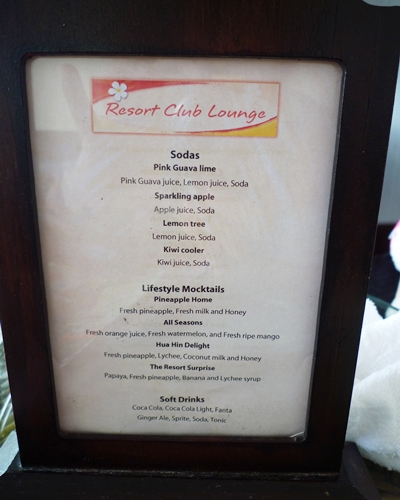 Resort Club Lounge
Sodas
Pink Guava lime
Pink Guava juice, Lemon juice, Soda
Sparkling apple
Apple juice, Soda
Lemon tree
Lemon juice, Soda
Kiwi cooler
Kiwi juice, Soda
Lifestyle Mocktails
Pineapple Home
Fresh pineapple, Fresh milk and Honey
All Seasons
Fresh orange juice, Fresh watermelon, and Fresh ripe mango
Hua Hin Delight
Fresh pineapple, Lychee, Coconut milk and Honey
The Resort Surprise
Papaya, Fresh pineapple, Banana and Lychee syrup
Soft Drinks
Coca Cola, Coca Cola Light, Fanta
Ginger Ale, Sprite, Soda, Tonic